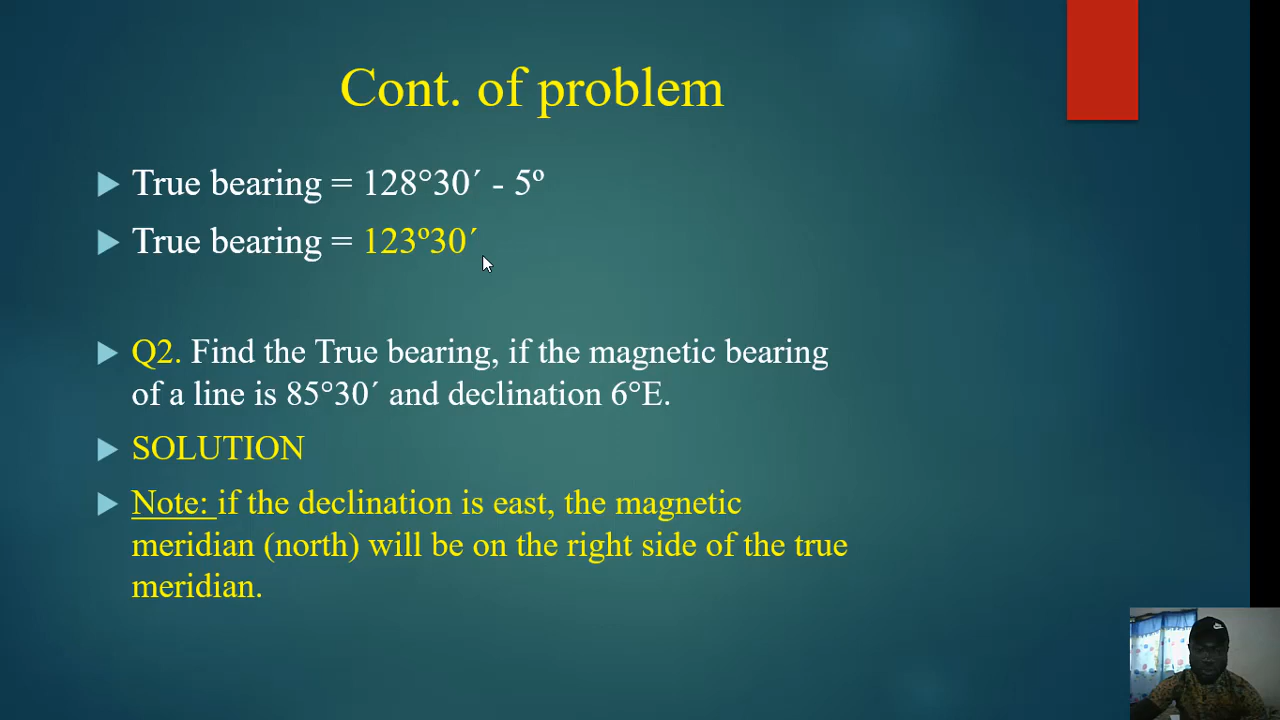 Cont. of problem
True bearing = 128°30´ - 5º
True bearing = 123º30´
Q2. Find the True bearing, if the magnetic bearing
of a line is 85°30´ and declination 6°E.
SOLUTION
Note: if the declination is east, the magnetic
meridian (north) will be on the right side of the true
meridian.